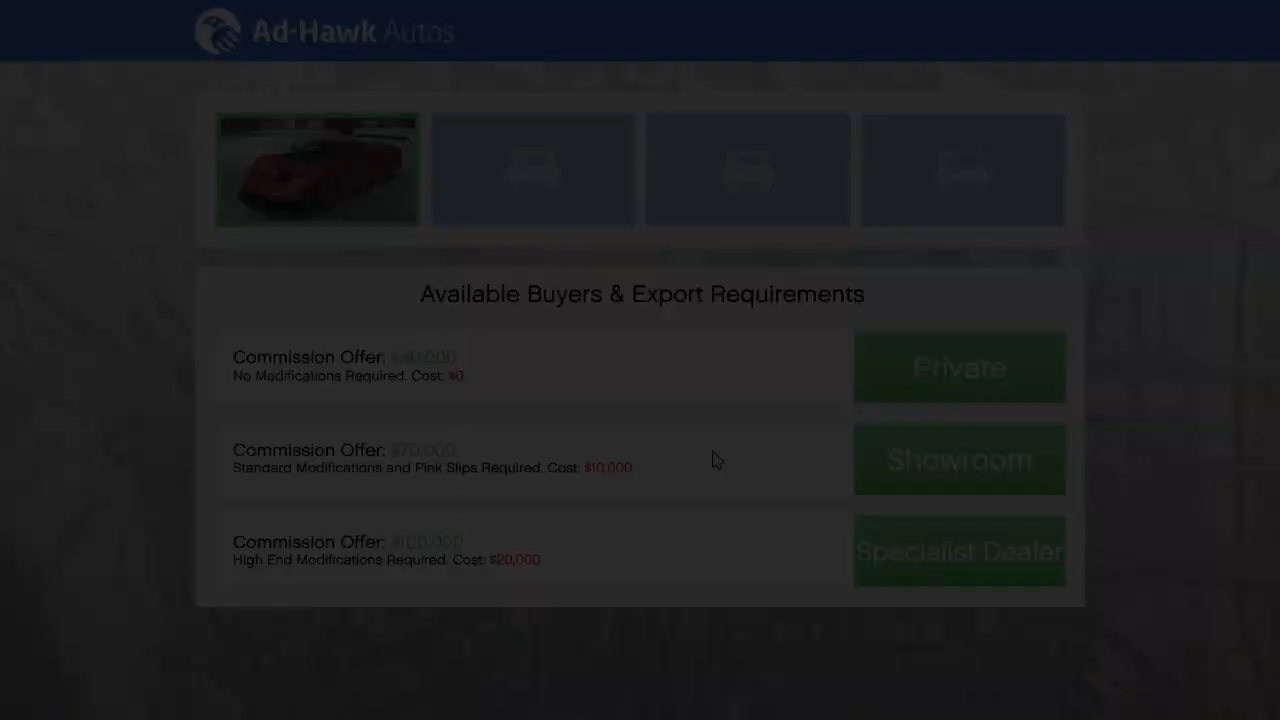 Ad-Hawk Autos
Available Buyers & Export Requirements
Commission Offer: $40,000
No Modifications Required. Cost: $0
Private
Commission Offer: $70,000
Standard Modifications and Pink Slips Required. Cost: $10,000
Showroom
Commission Offer: $100,000
High End Modifications Required. Cost: $20,000
Specialist Dealer